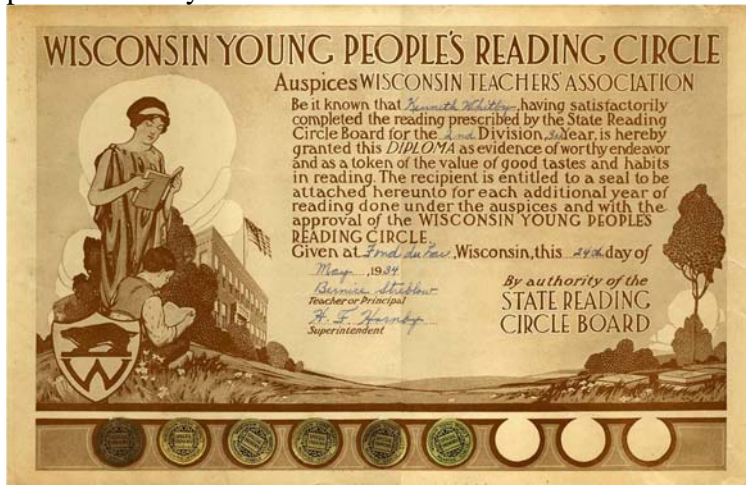 WISCONSIN YOUNG PEOPLE'S READING CIRCLE
Auspices WISCONSIN TEACHERS' ASSOCIATION
Be it known that Kenneth Whitby, having satisfactorily
completed the reading prescribed by the State Reading
Circle Board for the 2nd Division, 3rd Year, is hereby
granted this DIPLOMA as evidence of worthy endeavor
and as a token of the value of good tastes and habits
in reading. The recipient is entitled to a seal to be
attached hereunto for each additional year of
reading done under the auspices and with the
approval of the WISCONSIN YOUNG PEOPLE'S
READING CIRCLE.
Given at Fond du Lac, Wisconsin, this 24th day of
May, 1934
Bernice Streblow
Teacher or Principal
H. F. Hornby
Superintendent
By authority of the
STATE READING
CIRCLE BOARD
W